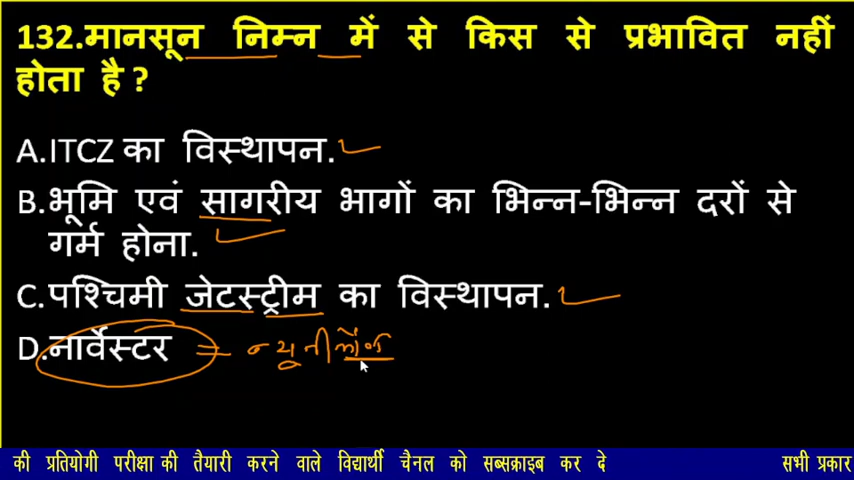 132.मानसून निम्न में से किस से प्रभावित नहीं
होता है ?
A.ITCZ का विस्थापन.
B.भूमि एवं सागरीय भागों का भिन्न-भिन्न दरों से
गर्म होना.
C.पश्चिमी जेटस्ट्रीम का विस्थापन.
D.नार्वेस्टर =
की प्रतियोगी परीक्षा की तैयारी करने वाले विद्यार्थी चैनल को सब्सक्राइब कर दे सभी प्रकार